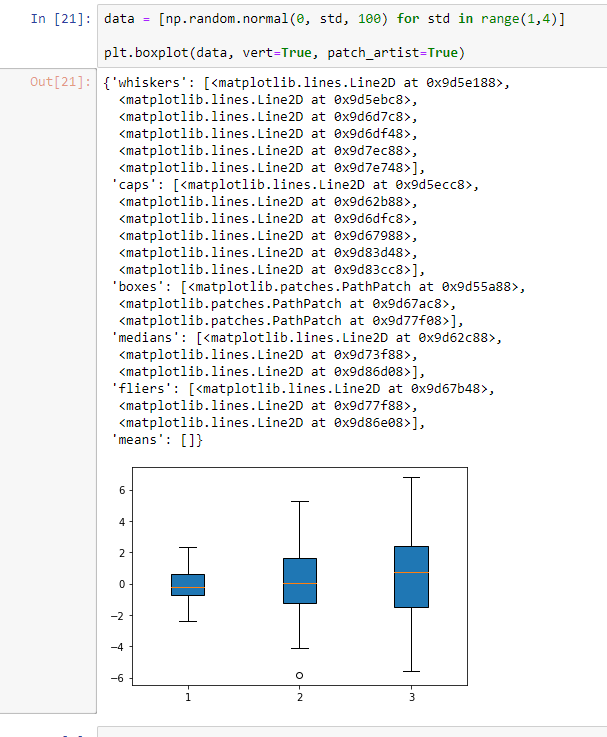 In [21]: data = [np.random.normal(0, std, 100) for std in range(1,4)]
plt.boxplot(data, vert=True, patch_artist=True)
Out[21]: {'whiskers': [<matplotlib.lines.Line2D at 0x9d5e188>,
<matplotlib.lines.Line2D at 0x9d5ebc8>,
<matplotlib.lines.Line2D at 0x9d6d7c8>,
<matplotlib.lines.Line2D at 0x9d6df48>,
<matplotlib.lines.Line2D at 0x9d7ec88>,
<matplotlib.lines.Line2D at 0x9d7e748>],
'caps': [<matplotlib.lines.Line2D at 0x9d5ecc8>,
<matplotlib.lines.Line2D at 0x9d62b88>,
<matplotlib.lines.Line2D at 0x9d6dfc8>,
<matplotlib.lines.Line2D at 0x9d67988>,
<matplotlib.lines.Line2D at 0x9d83d48>,
<matplotlib.lines.Line2D at 0x9d83cc8>],
'boxes': [<matplotlib.patches.PathPatch at 0x9d55a88>,
<matplotlib.patches.PathPatch at 0x9d67ac8>,
<matplotlib.patches.PathPatch at 0x9d77f08>],
'medians': [<matplotlib.lines.Line2D at 0x9d62c88>,
<matplotlib.lines.Line2D at 0x9d73f88>,
<matplotlib.lines.Line2D at 0x9d86d08>],
'fliers': [<matplotlib.lines.Line2D at 0x9d67b48>,
<matplotlib.lines.Line2D at 0x9d77f88>,
<matplotlib.lines.Line2D at 0x9d86e08>],
'means': []}
6
4
2
0
−2
−4
−6
1 2 3